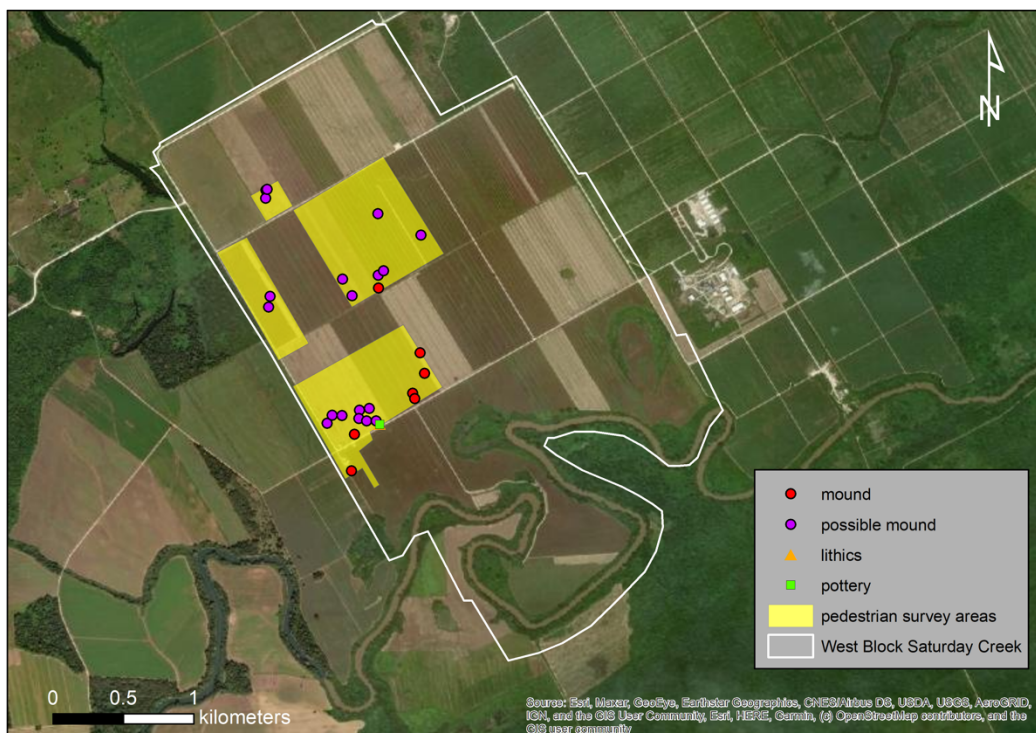 N
mound
possible mound
lithics
pottery
pedestrian survey areas
West Block Saturday Creek
0 0.5 1
kilometers
Source: Esri, Maxar, GeoEye, Earthstar Geographics, CNES/Airbus DS, USDA, USGS, AeroGRID,
IGN, and the GIS User Community, Esri, HERE, Garmin, (c) OpenStreetMap contributors, and the
GIS user community